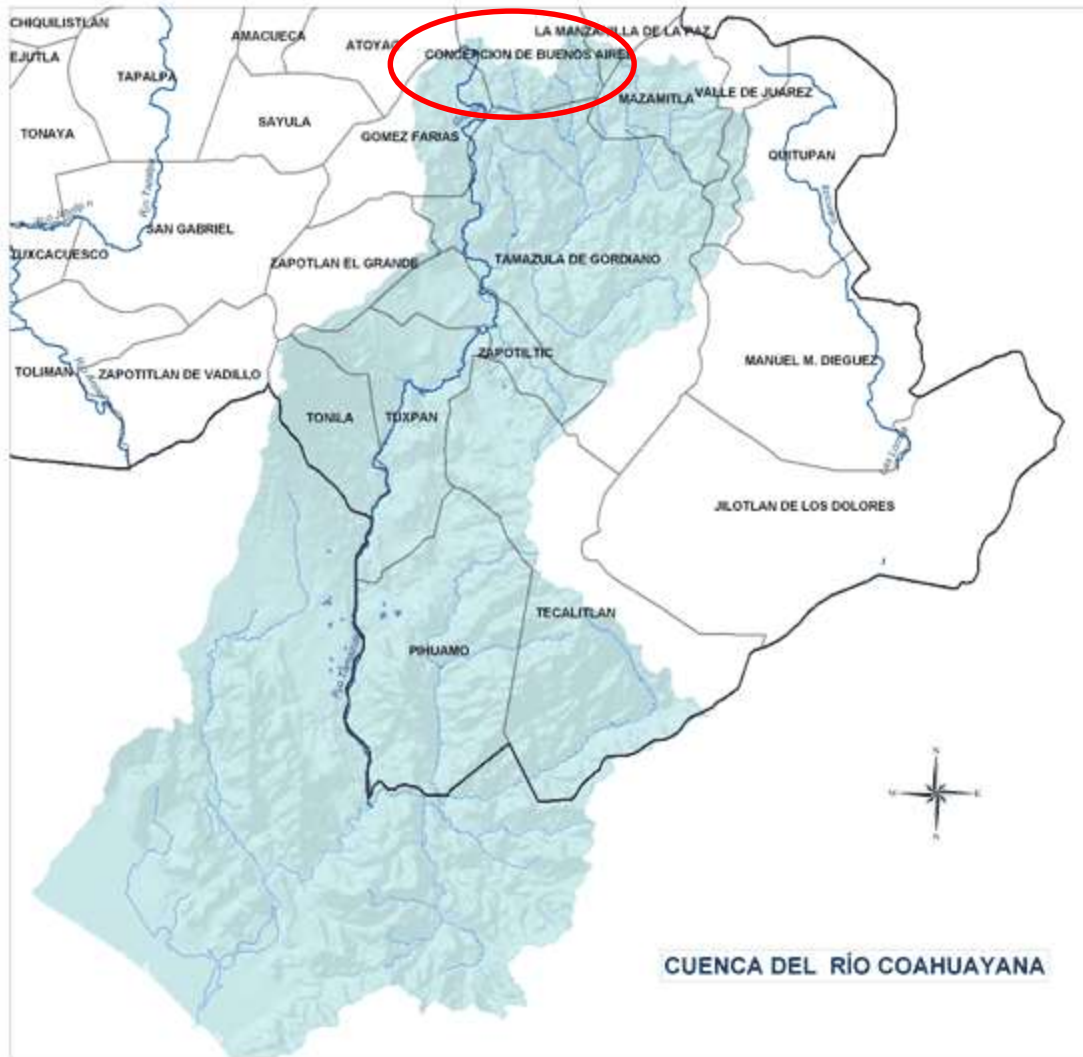 CHIQUILISTLAN
LA MANZANILLA DE LA PAZ
AMACUECA
ATOYAC
EJUTLA
CONCEPCION DE BUENOS AIRE
TAPALPA
VALLE DE JUAREZ
MAZAMITLA
SAYULA
TONAYA
GOMEZ FARIAS
QUITUPAN
SAN GABRIEL
TUXCACUESCO
ZAPOTLAN EL GRANDE
TAMAZULA DE GORDIANO
ZAPOTILTIC
MANUEL M. DIEGUEZ
TOLIMAN
ZAPOTITLAN DE VADILLO
TONILA
TUXPAN
JILOTLAN DE LOS DOLORES
TECALITLAN
PIHUAMO
N
E
S
CUENCA DEL RÍO COAHUAYANA